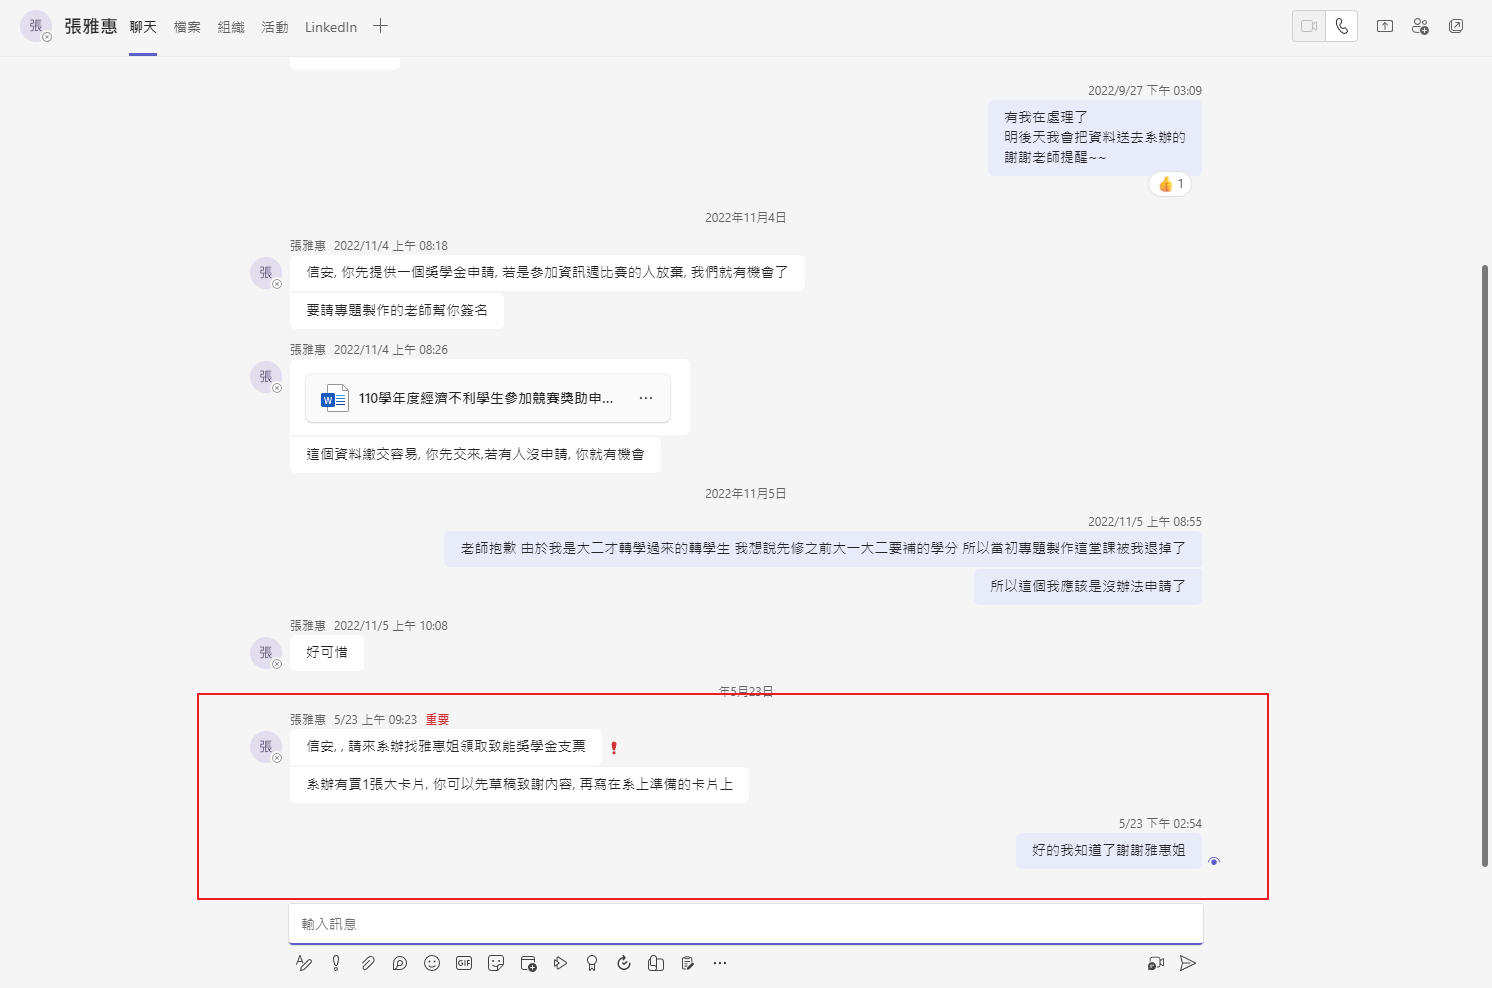 張
張雅惠
聊天
檔案
組織
活動
LinkedIn
2022/9/27 下午 03:09
有我在處理了
明後天我會把資料送去系辦的
謝謝老師提醒~~
1
2022年11月4日
張雅惠 2022/11/4 上午 08:18
張
信安, 你先提供一個獎學金申請, 若是參加資訊週比賽的人放棄, 我們就有機會了
要請專題製作的老師幫你簽名
張雅惠 2022/11/4 上午 08:26
張
W
110學年度經濟不利學生參加競賽獎助申...
這個資料繳交容易, 你先交來,若有人沒申請, 你就有機會
2022年11月5日
2022/11/5 上午 08:55
老師抱歉 由於我是大二才轉學過來的轉學生 我想說先修之前大一大二要補的學分 所以當初專題製作這堂課被我退掉了
所以這個我應該是沒辦法申請了
張雅惠 2022/11/5 上午 10:08
張
好可惜
年5月23日
張雅惠 5/23 上午 09:23 重要
張
信安, , 請來系辦找雅惠姐領取致能獎學金支票
系辦有買1張大卡片, 你可以先草稿致謝內容, 再寫在系上準備的卡片上
5/23 下午 02:54
好的我知道了謝謝雅惠姐
輸入訊息
GIF